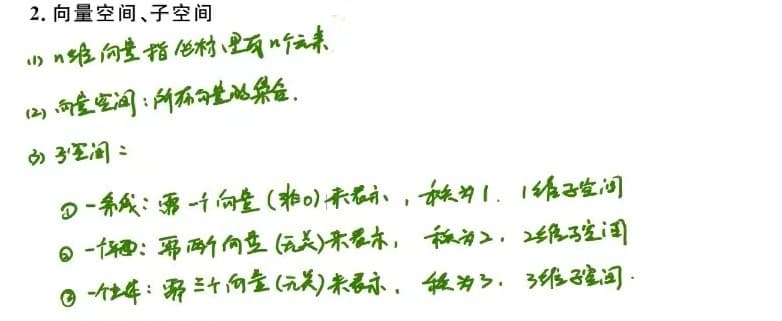 2. 向量空间、子空间
(1) n维向量指坐标里有n个元素
(2) 向量空间：所有向量的集合.
(3) 子空间：
① 一条线：需一个向量(非0)来表示，秩为1. 1维子空间
② 一个面：需两个向量(无关)来表示，秩为2，2维子空间
③ 一个立体：需三个向量(无关)来表示，秩为3，3维子空间.